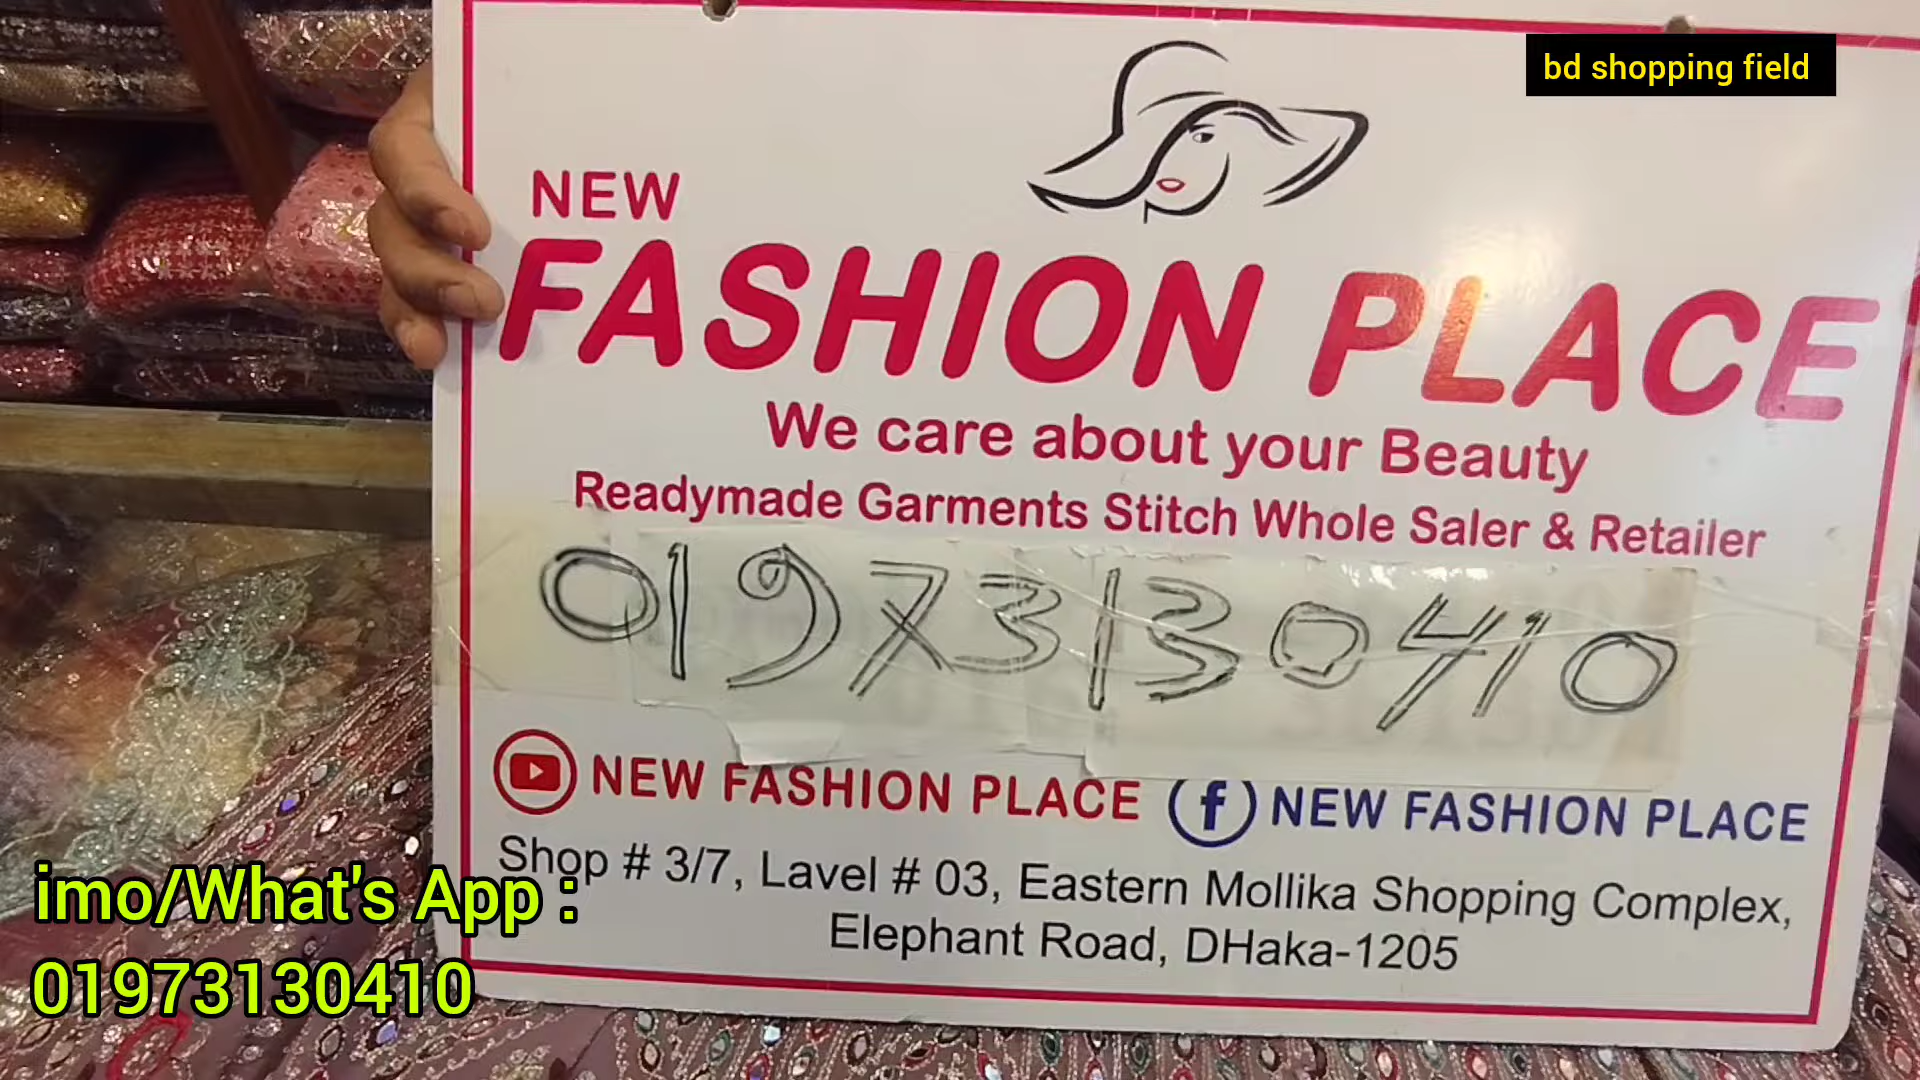 bd shopping field
NEW
FASHION PLACE
We care about your Beauty
Readymade Garments Stitch Whole Saler & Retailer
01973130410
NEW FASHION PLACE
NEW FASHION PLACE
Shop # 3/7, Lavel # 03, Eastern Mollika Shopping Complex,
Elephant Road, DHaka-1205
imo/What's App :
01973130410